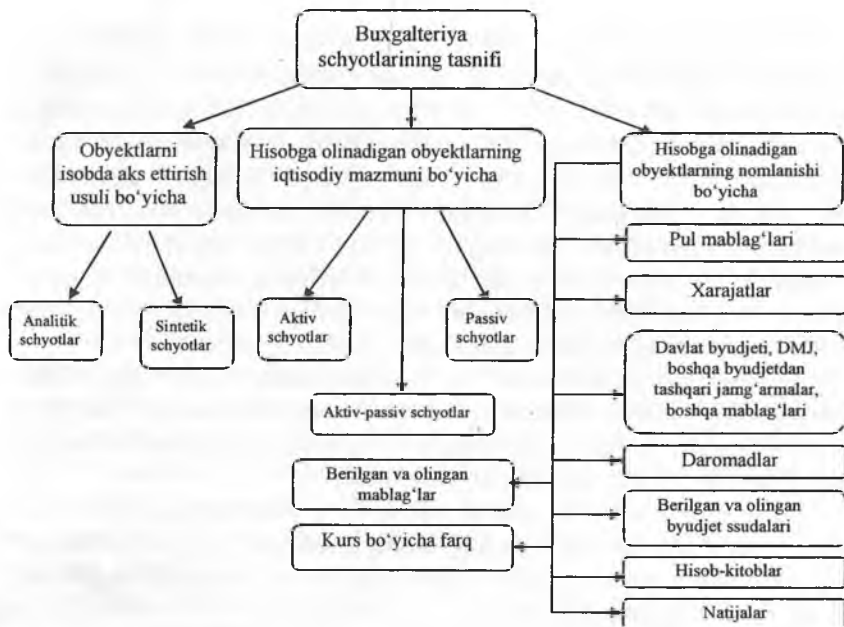 Buxgalteriya
schyotlarining tasnifi
Obyektlarni
isobda aks ettirish
usuli bo‘yicha
Hisobga olinadigan obyektlarning
iqtisodiy mazmuni bo‘yicha
Hisobga olinadigan
obyektlarning nomlanishi
bo‘yicha
Analitik
schyotlar
Sintetik
schyotlar
Aktiv
schyotlar
Passiv
schyotlar
Aktiv-passiv schyotlar
Pul mablag‘lari
Xarajatlar
Davlat byudjeti, DMJ,
boshqa byudjetdan
tashqari jamg‘armalar,
boshqa mablag‘lari
Daromadlar
Berilgan va olingan
mablag‘lar
Berilgan va olingan
byudjet ssudalari
Kurs bo‘yicha farq
Hisob-kitoblar
Natijalar